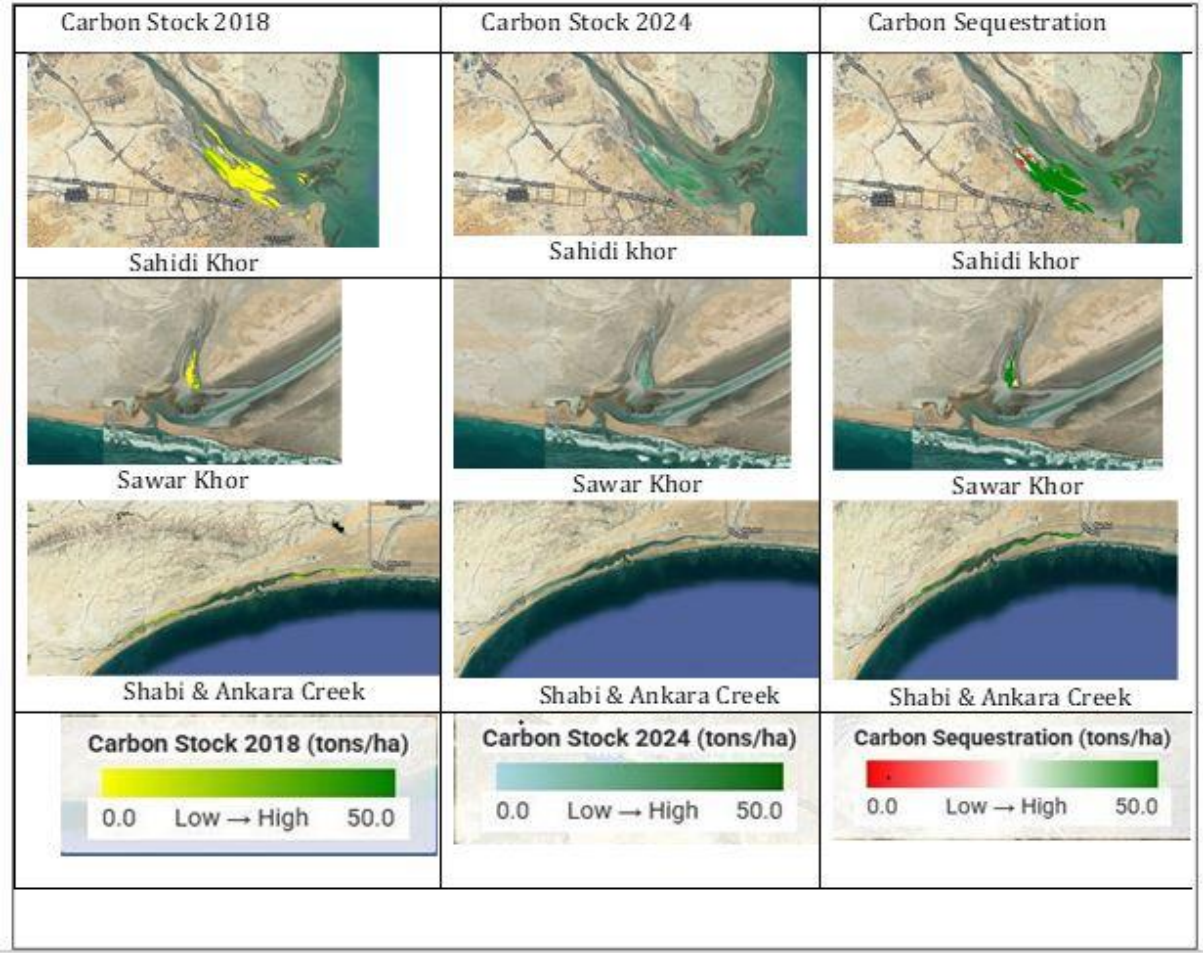 Carbon Stock 2018
Carbon Stock 2024
Carbon Sequestration
Sahidi Khor
Sahidi khor
Sahidi khor
Sawar Khor
Sawar Khor
Sawar Khor
Shabi & Ankara Creek
Shabi & Ankara Creek
Shabi & Ankara Creek
Carbon Stock 2018 (tons/ha)
0.0 Low → High 50.0
Carbon Stock 2024 (tons/ha)
0.0 Low → High 50.0
Carbon Sequestration (tons/ha)
0.0 Low → High 50.0